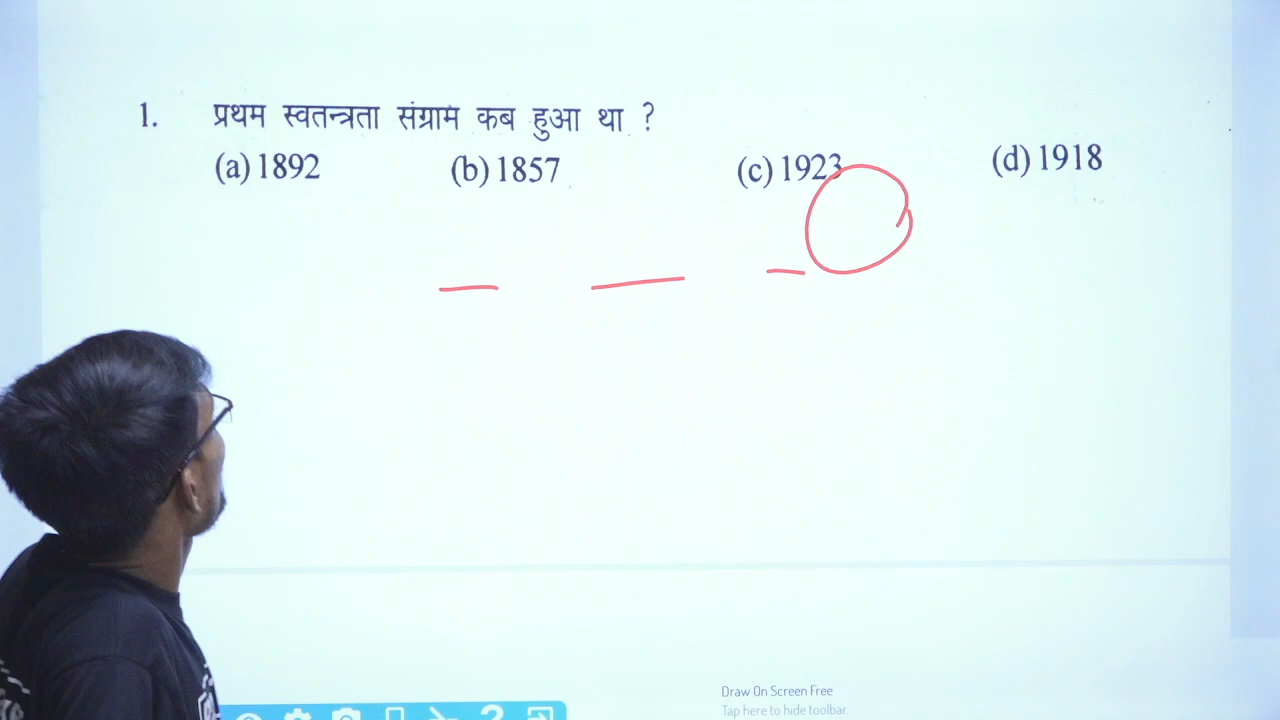 1. प्रथम स्वतन्त्रता संग्राम कब हुआ था ?
(a) 1892 (b) 1857 (c) 1923 (d) 1918
Draw On Screen Free
Tap here to hide toolbar.